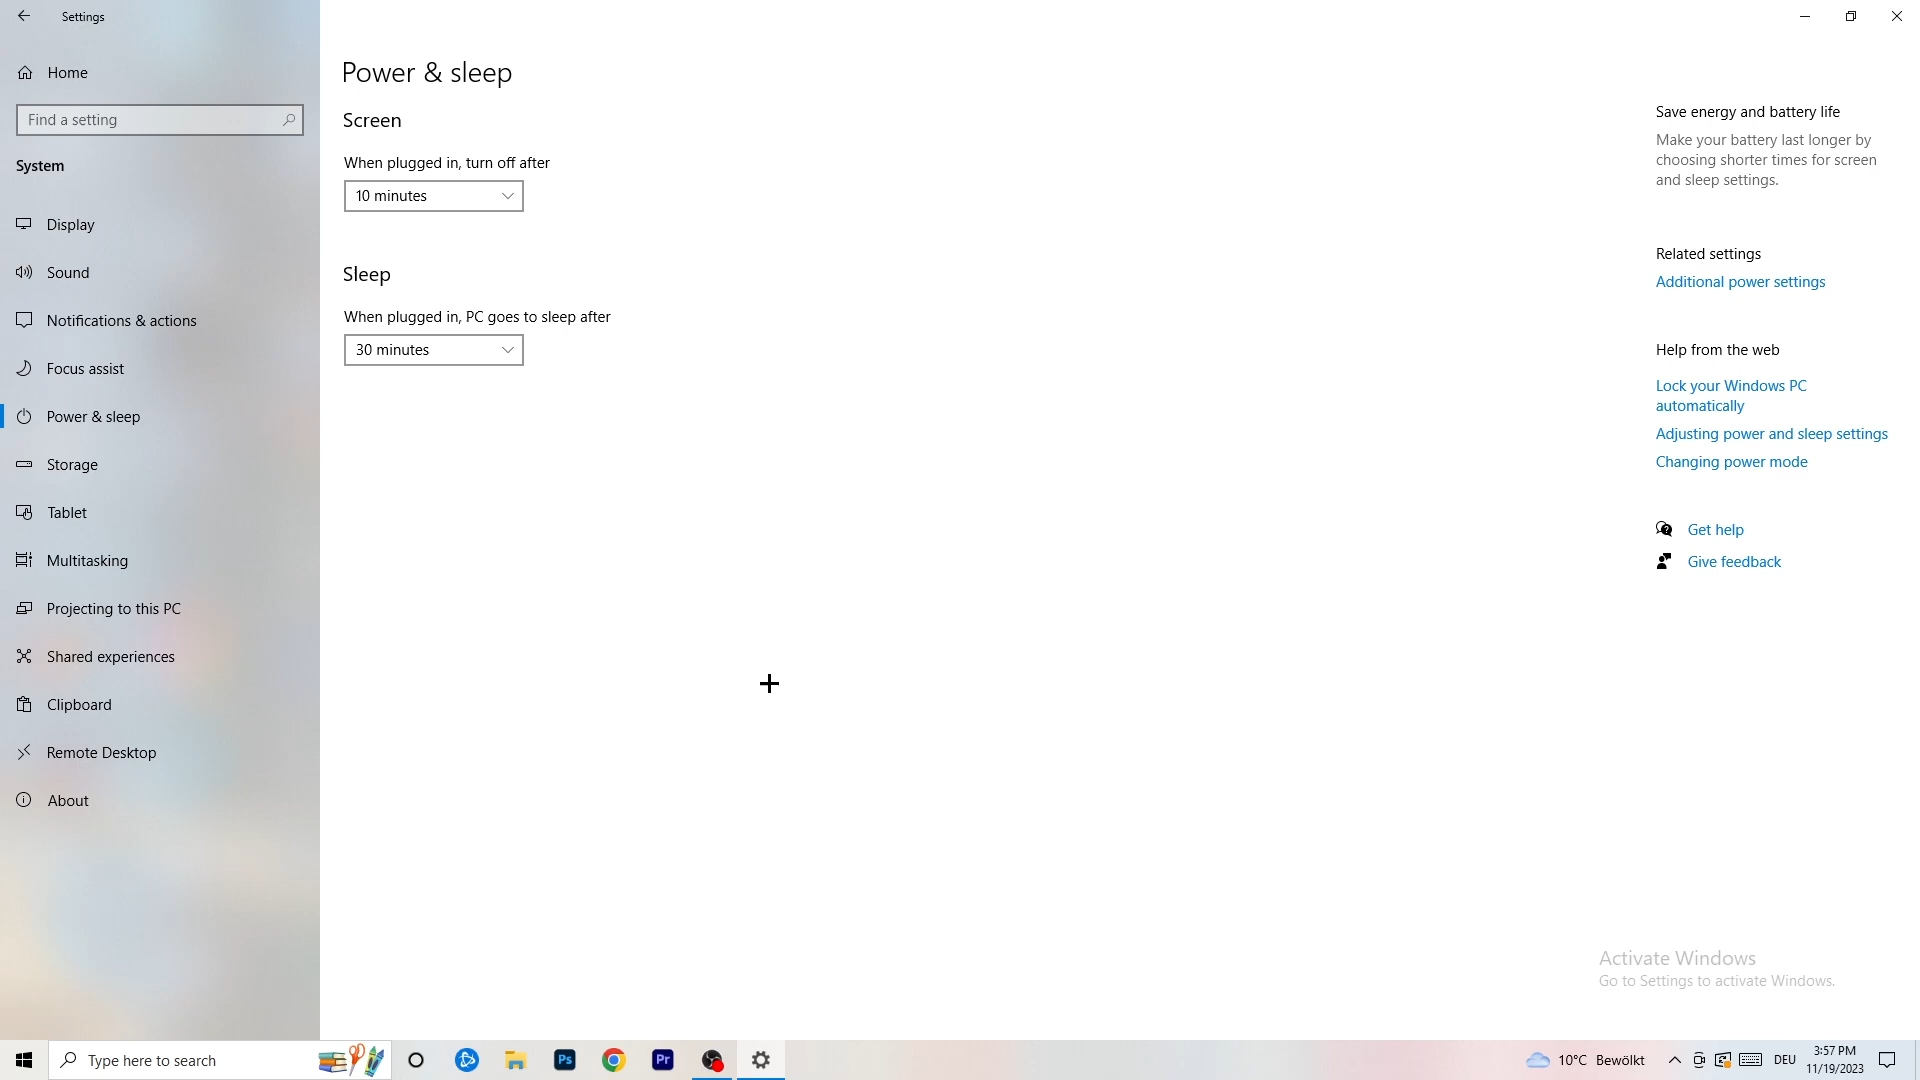 Settings
Home
Find a setting
System
Display
Sound
Notifications & actions
Focus assist
Power & sleep
Storage
Tablet
Multitasking
Projecting to this PC
Shared experiences
Clipboard
Remote Desktop
About
Power & sleep
Screen
When plugged in, turn off after
10 minutes
Sleep
When plugged in, PC goes to sleep after
30 minutes
Save energy and battery life
Make your battery last longer by
choosing shorter times for screen
and sleep settings.
Related settings
Additional power settings
Help from the web
Lock your Windows PC
automatically
Adjusting power and sleep settings
Changing power mode
Get help
Give feedback
Activate Windows
Go to Settings to activate Windows.
Type here to search
Ps
Pr
10°C Bewölkt
DEU
3:57 PM
11/19/2023